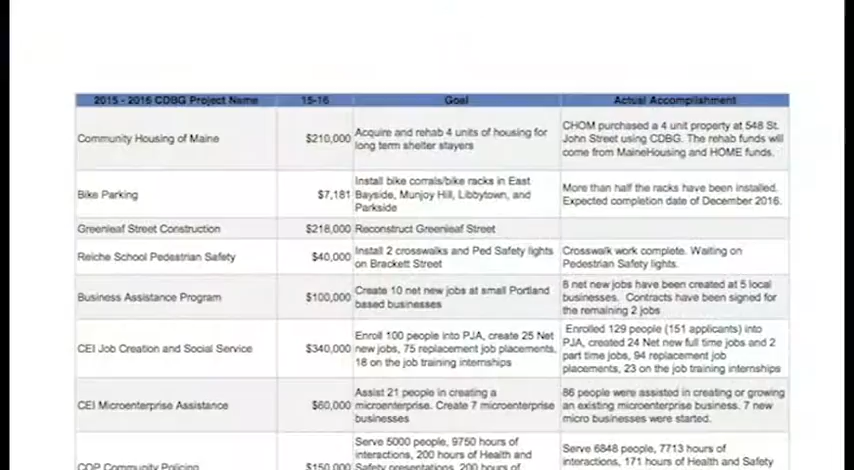 2015 - 2016 CDBG Project Name 15-16 Goal Actual Accomplishment
Community Housing of Maine $210,000 Acquire and rehab 4 units of housing for
long term shelter stayers
CHOM purchased a 4 unit property at 548 St.
John Street using CDBG. The rehab funds will
come from MaineHousing and HOME funds.
Bike Parking $7,181 Install bike corrals/bike racks in East
Bayside, Munjoy Hill, Libbytown, and
Parkside
More than half the racks have been installed.
Expected completion date of December 2016.
Greenleaf Street Construction $218,000 Reconstruct Greenleaf Street
Reiche School Pedestrian Safety $40,000 Install 2 crosswalks and Ped Safety lights
on Brackett Street
Crosswalk work complete. Waiting on
Pedestrian Safety lights.
Business Assistance Program $100,000 Create 10 net new jobs at small Portland
based businesses
8 net new jobs have been created at 5 local
businesses. Contracts have been signed for
the remaining 2 jobs
CEI Job Creation and Social Service $340,000 Enroll 100 people into PJA, create 25 Net
new jobs, 75 replacement job placements,
18 on the job training internships
Enrolled 129 people (151 applicants) into
PJA, created 24 Net new full time jobs and 2
part time jobs, 94 replacement job
placements, 23 on the job training internships
CEI Microenterprise Assistance $60,000 Assist 21 people in creating a
microenterprise. Create 7 microenterprise
businesses
86 people were assisted in creating or growing
an existing microenterprise business. 7 new
micro businesses were started.
COP Community Policing $150,000 Serve 5000 people, 9750 hours of
interactions, 200 hours of Health and
Safety presentations, 200 hours of
Serve 6848 people, 7713 hours of
interactions, 171 hours of Health and Safety